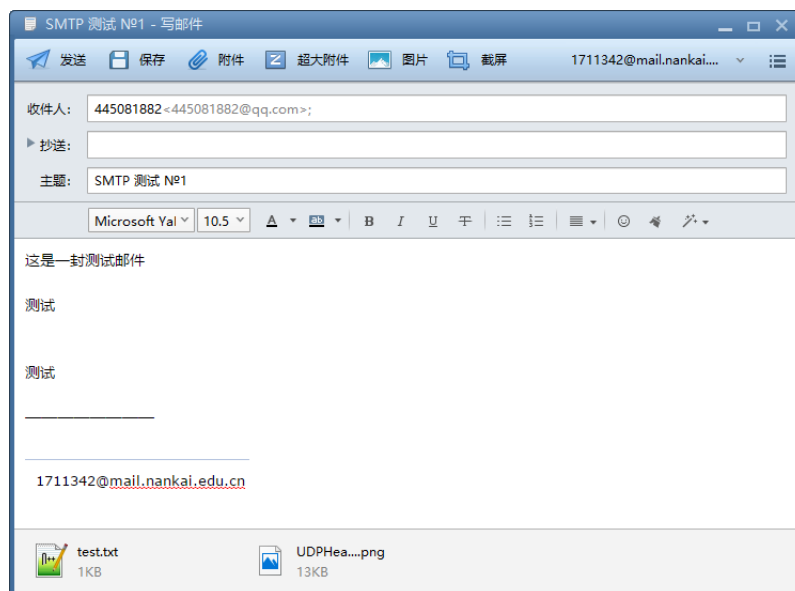 SMTP 测试 №1 - 写邮件
发送 保存 附件 超大附件 图片 截屏 1711342@mail.nankai....
收件人: 445081882<445081882@qq.com>;
抄送:
主题: SMTP 测试 №1
Microsoft Yal 10.5 A ab B I U T
这是一封测试邮件
测试
测试
1711342@mail.nankai.edu.cn
test.txt UDPHea....png
1KB 13KB